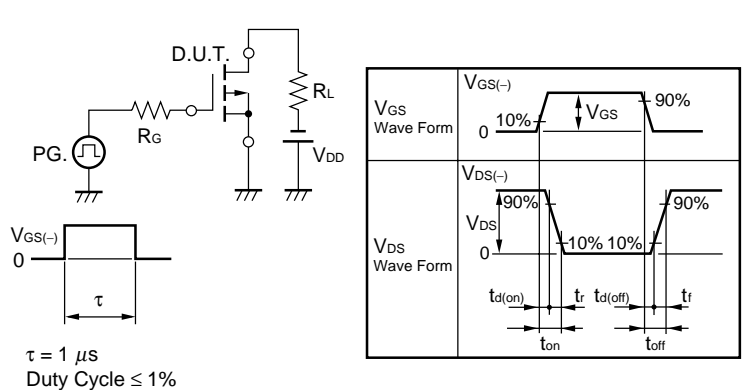 D.U.T.
RL
RG
PG.
VDD
VGS(−)
0
τ
τ = 1 μs
Duty Cycle ≤ 1%
VGS
Wave Form
VGS(−)
10%
0
VGS
90%
VDS
Wave Form
VDS(−)
90%
VDS
0
10% 10%
90%
td(on) tr td(off) tf
ton toff